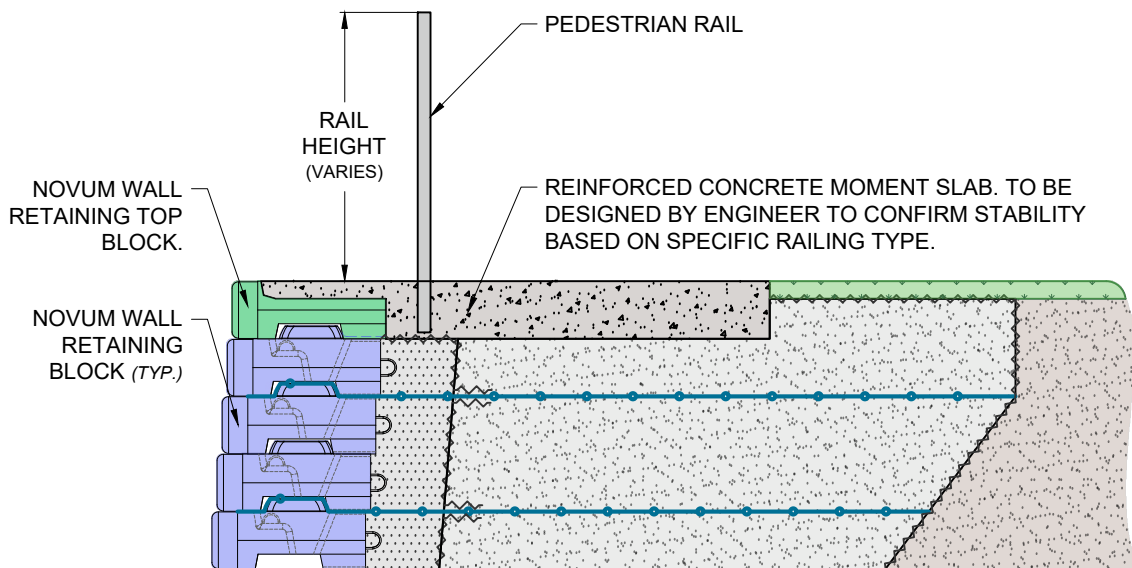 PEDESTRIAN RAIL
RAIL
HEIGHT
(VARIES)
NOVUM WALL
RETAINING TOP
BLOCK.
REINFORCED CONCRETE MOMENT SLAB. TO BE
DESIGNED BY ENGINEER TO CONFIRM STABILITY
BASED ON SPECIFIC RAILING TYPE.
NOVUM WALL
RETAINING
BLOCK (TYP.)